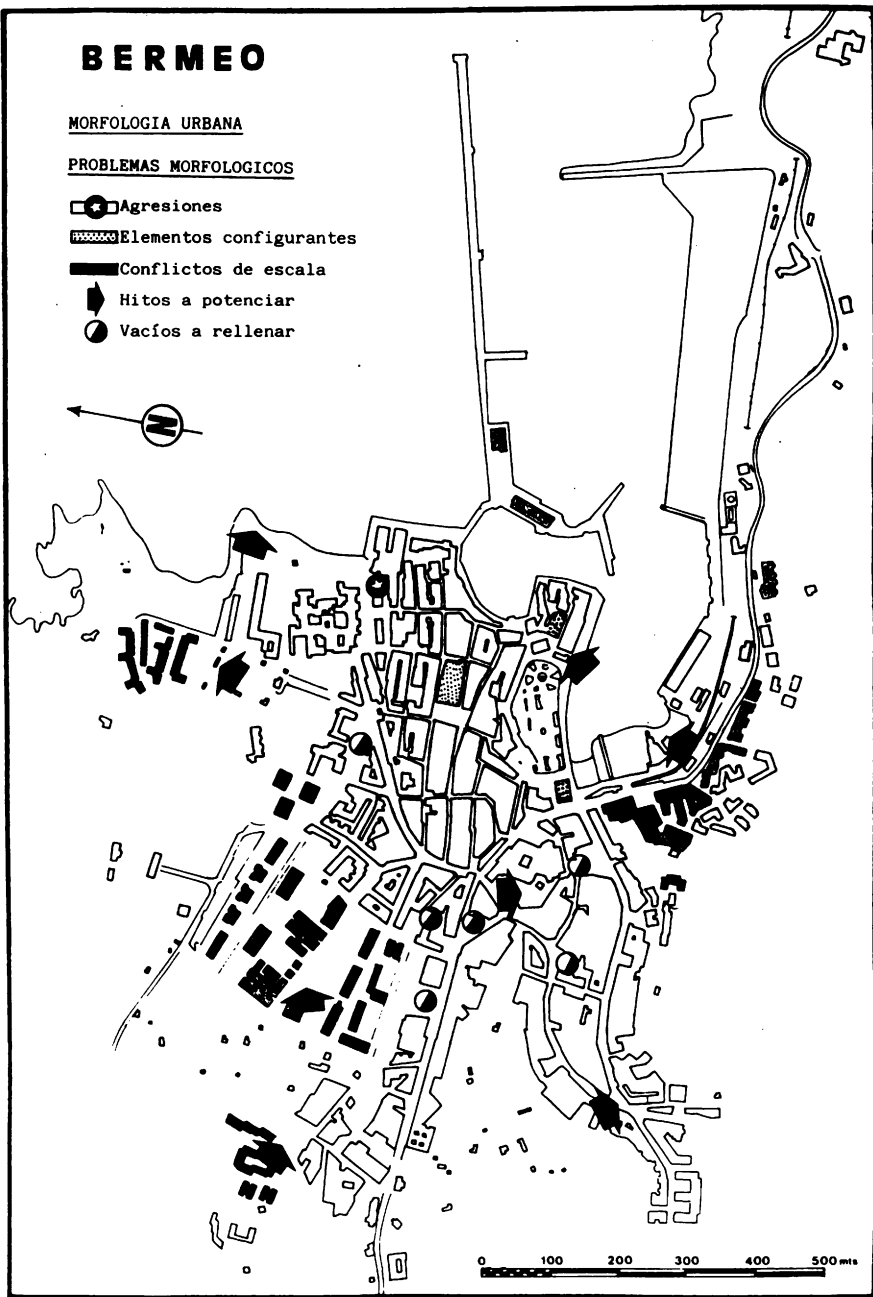 BERMEO
MORFOLOGIA URBANA
PROBLEMAS MORFOLOGICOS
Agresiones
Elementos configurantes
Conflictos de escala
Hitos a potenciar
Vacíos a rellenar
N
0 100 200 300 400 500 mts